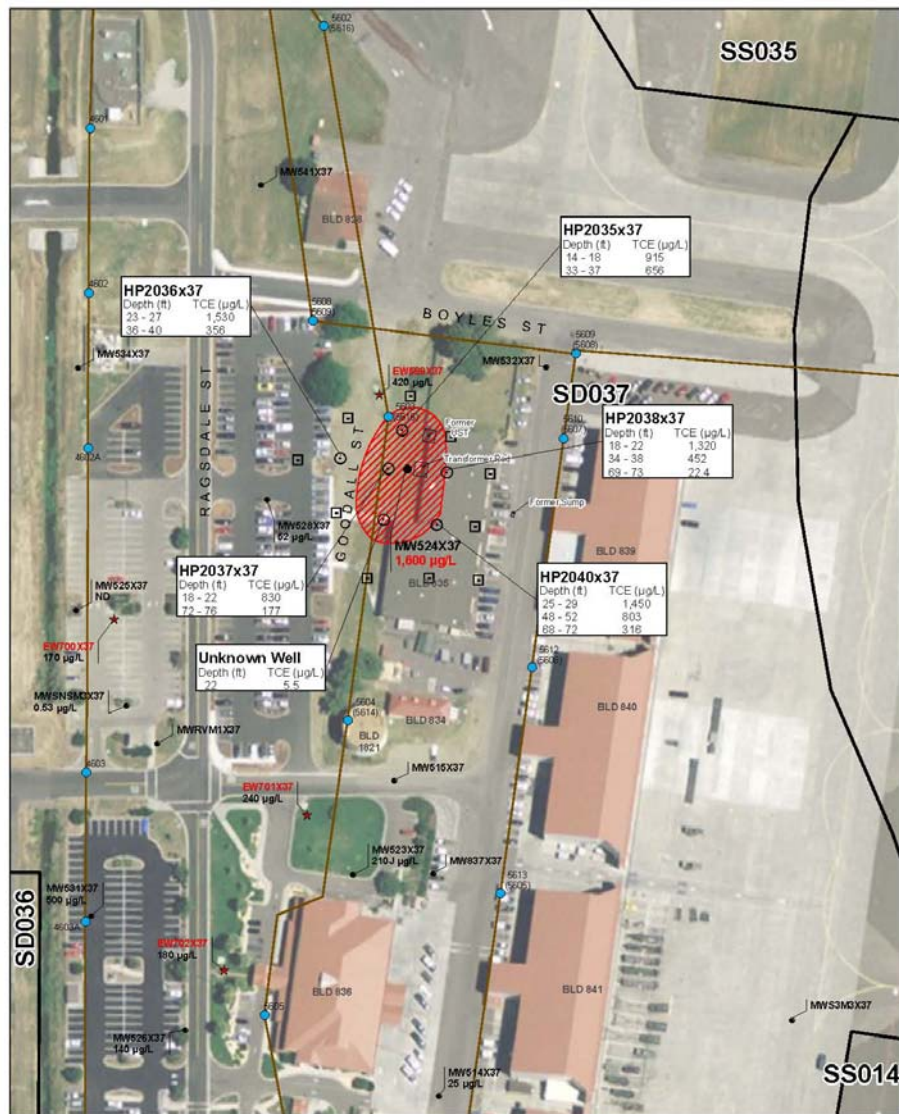 5602
(5616)
SS035
4601
MW541X37
BLD 828
HP2035x37
Depth (ft) TCE (µg/L)
14 - 18 915
33 - 37 656
HP2036x37
Depth (ft) TCE (µg/L)
23 - 27 1,530
36 - 40 356
4602
5608
(5609)
BOYLES ST
5609
(5608)
MW534X37
MW532X37
RAGSDALE ST
420 µg/L
SD037
HP2038x37
Depth (ft) TCE (µg/L)
18 - 22 1,320
34 - 38 452
69 - 73 22.4
5610
(5607)
Former
Transformer Pad
4602A
GOODALL ST
Former Sump
MW528X37
52 µg/L
MW524X37
1,600 µg/L
BLD 839
HP2037x37
Depth (ft) TCE (µg/L)
18 - 22 830
72 - 76 177
HP2040x37
Depth (ft) TCE (µg/L)
25 - 29 1,450
48 - 52 803
68 - 72 316
MW525X37
ND
EW700X37
170 µg/L
Unknown Well
Depth (ft) TCE (µg/L)
22 5.5
5612
(5606)
MWSNSM3X37
0.53 µg/L
5604
(5614)
BLD 834
BLD 840
BLD
1821
MWRVM1X37
4603
MW515X37
EW701X37
240 µg/L
MW523X37
210J µg/L
MW837X37
5613
(5605)
SD036
MW531X37
500 µg/L
4603A
EW702X37
180 µg/L
BLD 836
BLD 841
5605
MW526X37
140 µg/L
MWS3M3X37
SS014
MW514X37
25 µg/L